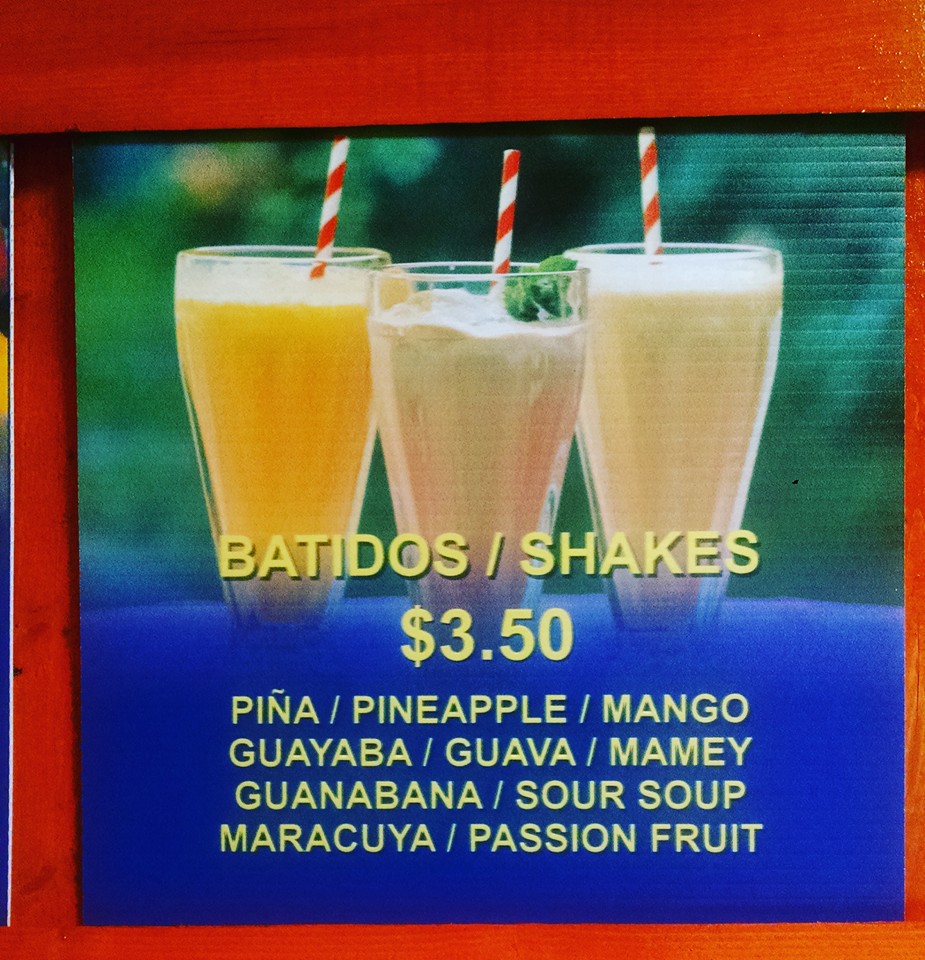 BATIDOS / SHAKES
$3.50
PIÑA / PINEAPPLE / MANGO
GUAYABA / GUAVA / MAMEY
GUANABANA / SOUR SOUP
MARACUYA / PASSION FRUIT